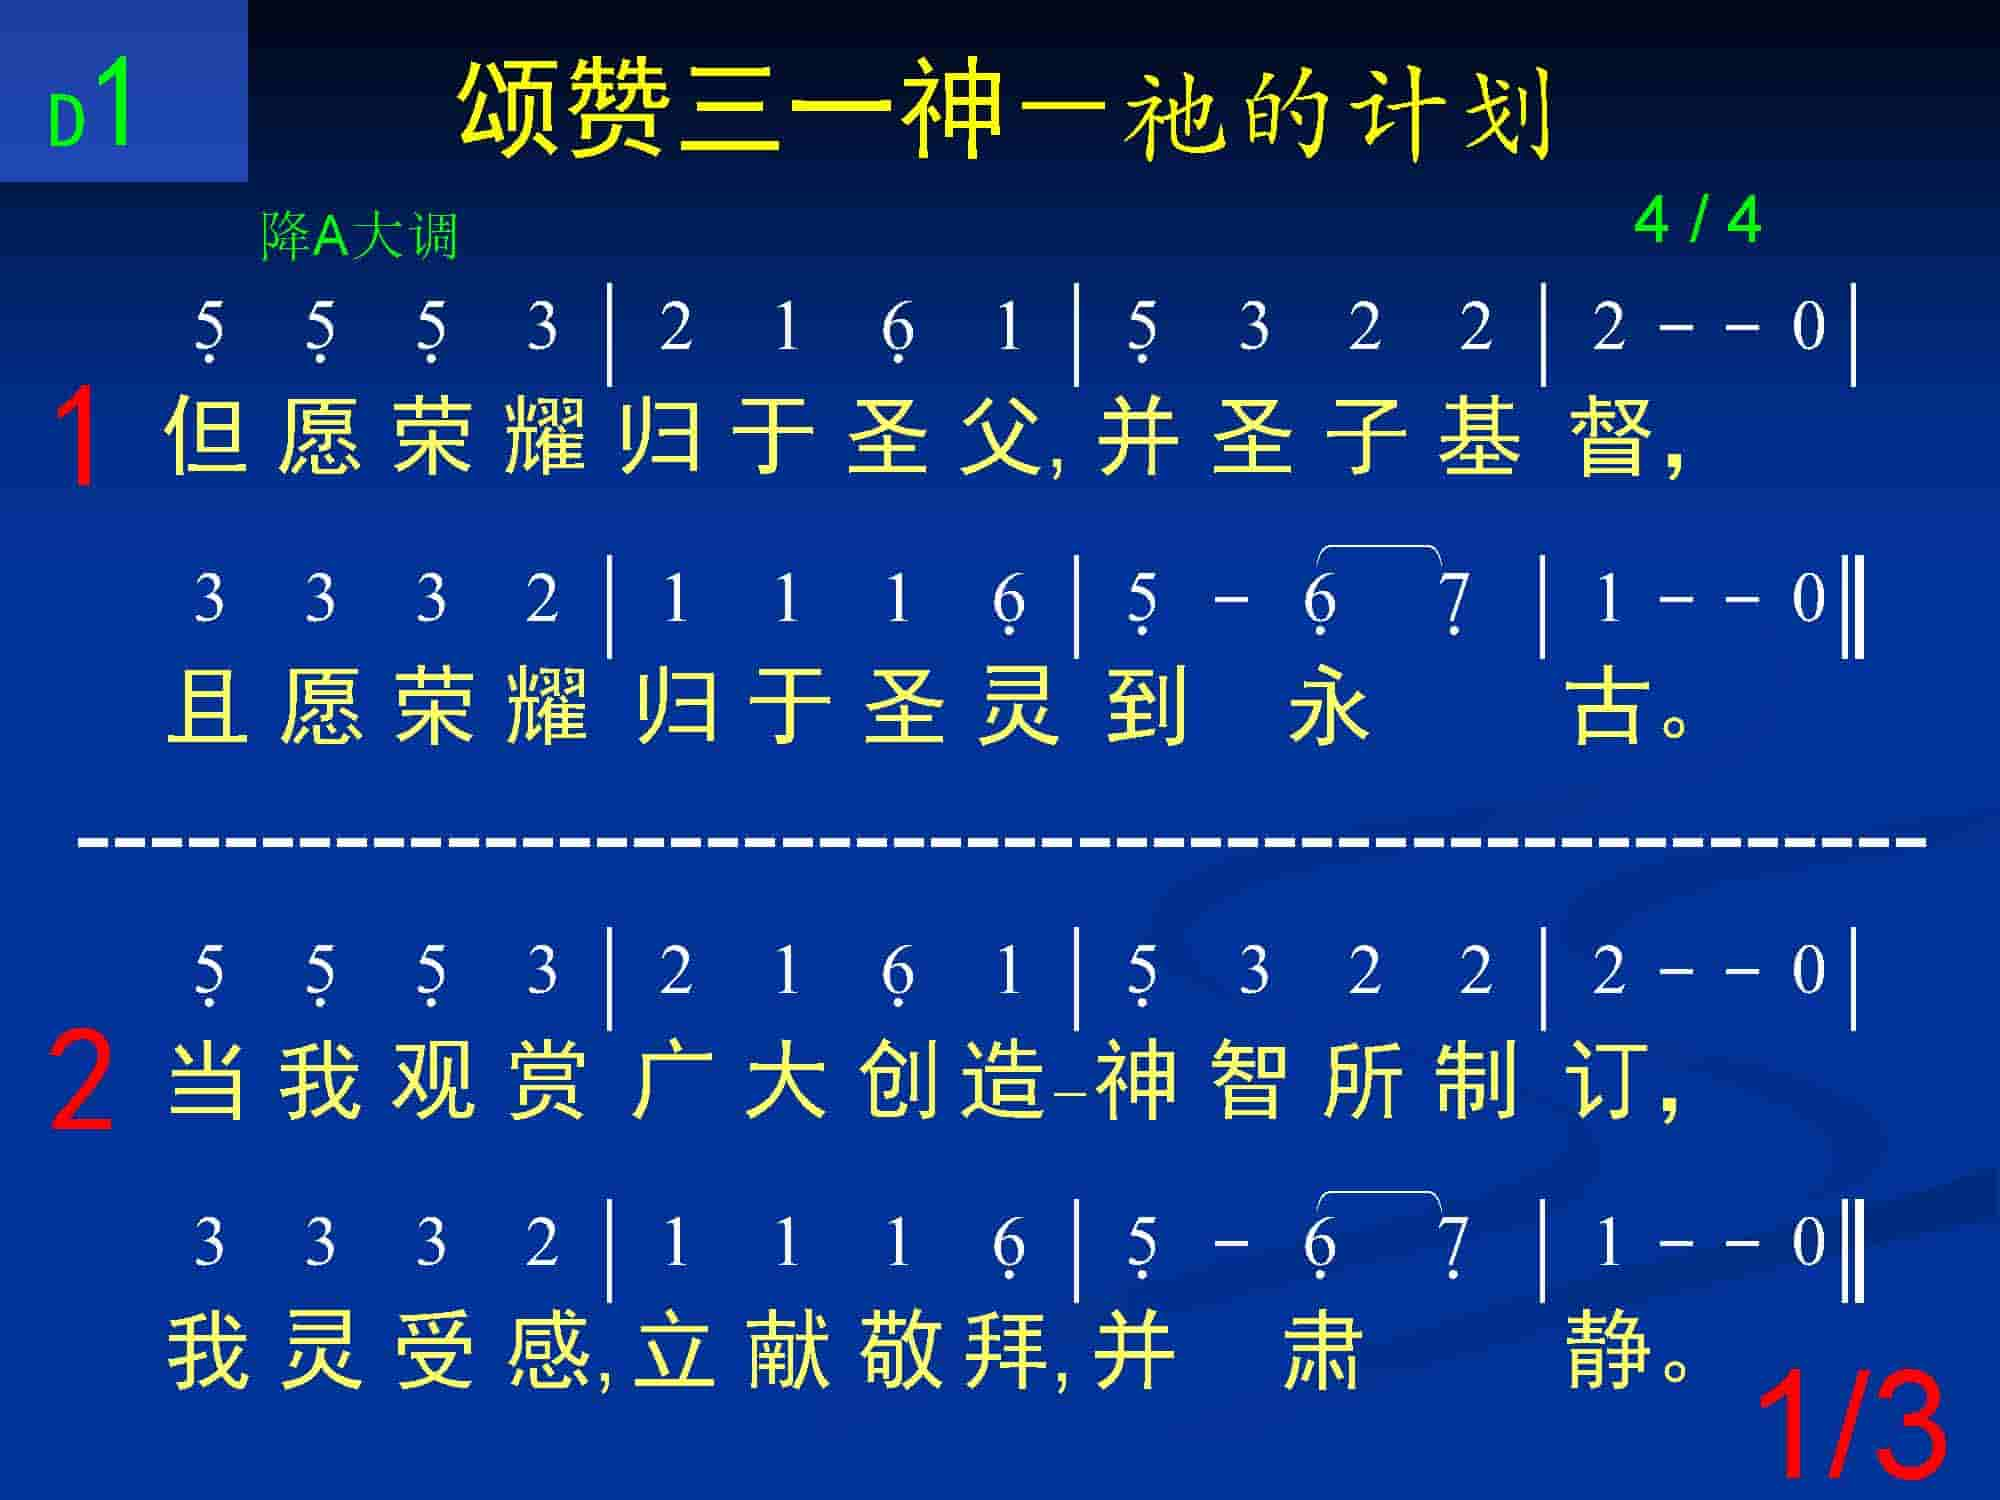 D1
颂赞三一神－祂的计划
降A大调 4 / 4
5̣ 5̣ 5̣ 3 | 2 1 6̣ 1 | 5̣ 3 2 2 | 2 - - 0 |
1 但愿荣耀归于圣父,并圣子基督，
3 3 3 2 | 1 1 1 6̣ | 5̣ - 6̣ 7̣ | 1 - - 0 ‖
且愿荣耀归于圣灵到永古。
5̣ 5̣ 5̣ 3 | 2 1 6̣ 1 | 5̣ 3 2 2 | 2 - - 0 |
2 当我观赏广大创造–神智所制订，
3 3 3 2 | 1 1 1 6̣ | 5̣ - 6̣ 7̣ | 1 - - 0 ‖
我灵受感,立献敬拜,并肃静。
1/3